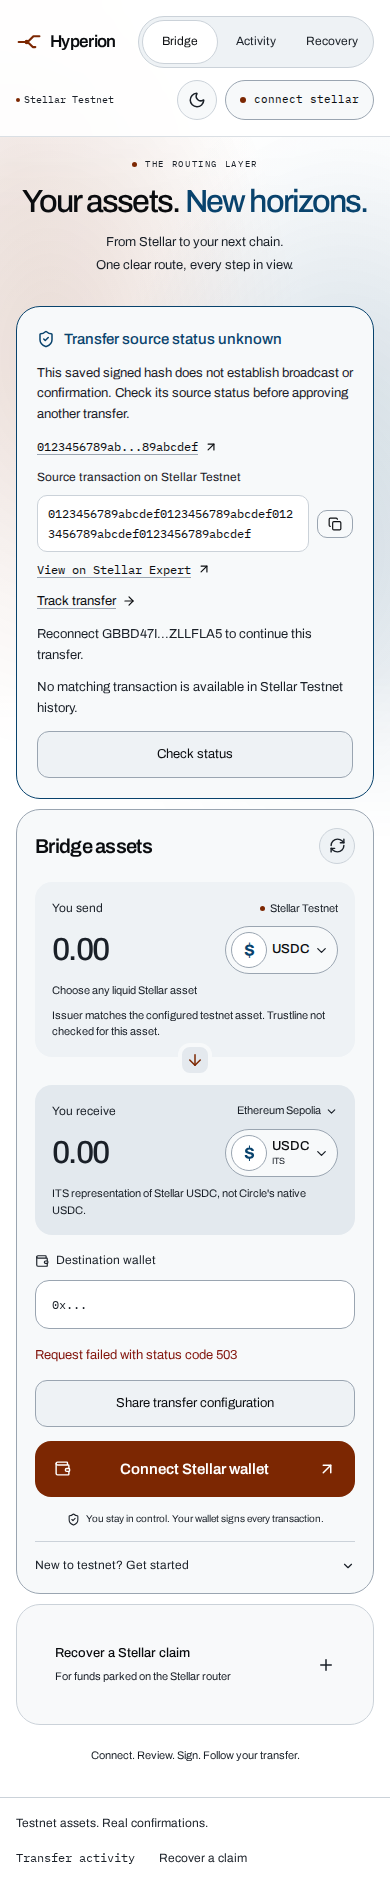 Hyperion
Bridge
Activity
Recovery
Stellar Testnet
connect stellar
THE ROUTING LAYER
Your assets. New horizons.
From Stellar to your next chain.
One clear route, every step in view.
Transfer source status unknown
This saved signed hash does not establish broadcast or
confirmation. Check its source status before approving
another transfer.
0123456789ab...89abcdef
Source transaction on Stellar Testnet
0123456789abcdef0123456789abcdef012
3456789abcdef0123456789abcdef
View on Stellar Expert
Track transfer
Reconnect GBBD47I...ZLLFLA5 to continue this
transfer.
No matching transaction is available in Stellar Testnet
history.
Check status
Bridge assets
You send
Stellar Testnet
0.00
$ USDC
Choose any liquid Stellar asset
Issuer matches the configured testnet asset. Trustline not
checked for this asset.
You receive
Ethereum Sepolia
0.00
$ USDC
ITS
ITS representation of Stellar USDC, not Circle's native
USDC.
Destination wallet
0x...
Request failed with status code 503
Share transfer configuration
Connect Stellar wallet
You stay in control. Your wallet signs every transaction.
New to testnet? Get started
Recover a Stellar claim
For funds parked on the Stellar router
Connect. Review. Sign. Follow your transfer.
Testnet assets. Real confirmations.
Transfer activity
Recover a claim